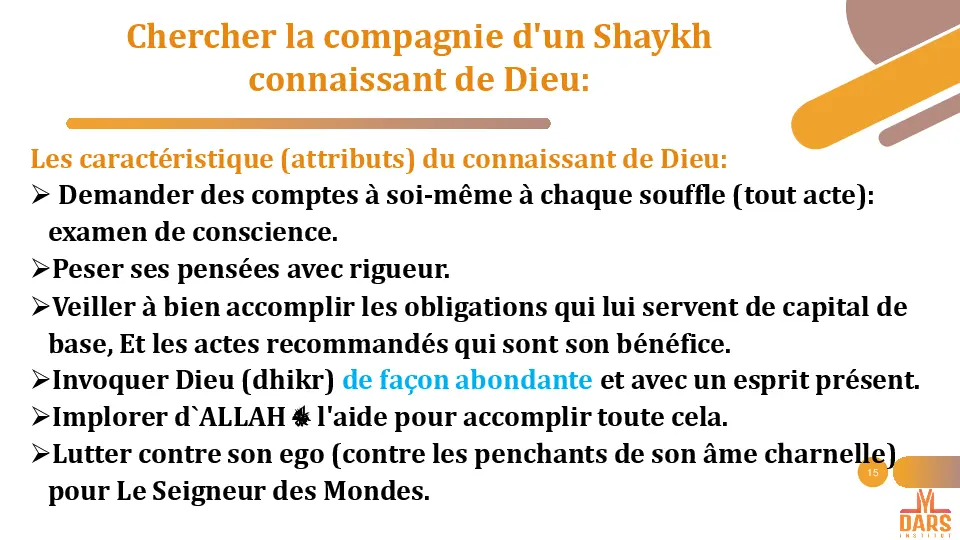 Chercher la compagnie d'un Shaykh
connaissant de Dieu:
Les caractéristique (attributs) du connaissant de Dieu:
➢ Demander des comptes à soi-même à chaque souffle (tout acte):
examen de conscience.
➢Peser ses pensées avec rigueur.
➢Veiller à bien accomplir les obligations qui lui servent de capital de
base, Et les actes recommandés qui sont son bénéfice.
➢Invoquer Dieu (dhikr) de façon abondante et avec un esprit présent.
➢Implorer d`ALLAH l'aide pour accomplir toute cela.
➢Lutter contre son ego (contre les penchants de son âme charnelle)
pour Le Seigneur des Mondes.
15
DARS
INSTITUT